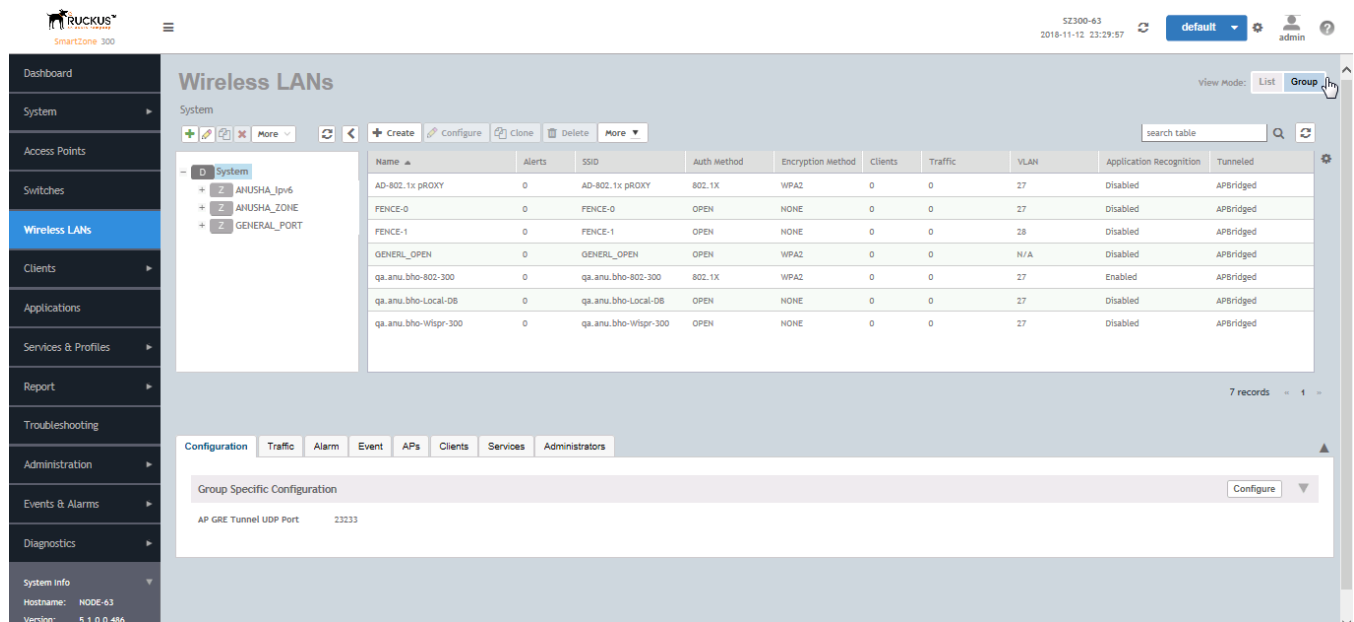 RUCKUS™
SmartZone 300
SZ300-63
2018-11-12 23:29:57
default
admin
Dashboard
System
Access Points
Switches
Wireless LANs
Clients
Applications
Services & Profiles
Report
Troubleshooting
Administration
Events & Alarms
Diagnostics
System Info
Hostname: NODE-63
Version: 5.1.0.0.486
Wireless LANs
View Mode: List Group
System
More
Create Configure Clone Delete More
search table
D System
Z ANUSHA_Ipv6
Z ANUSHA_ZONE
Z GENERAL_PORT
Name Alerts SSID Auth Method Encryption Method Clients Traffic VLAN Application Recognition Tunneled
AD-802.1x pROXY 0 AD-802.1x pROXY 802.1X WPA2 0 0 27 Disabled APBridged
FENCE-0 0 FENCE-0 OPEN NONE 0 0 27 Disabled APBridged
FENCE-1 0 FENCE-1 OPEN NONE 0 0 28 Disabled APBridged
GENERL_OPEN 0 GENERL_OPEN OPEN WPA2 0 0 N/A Disabled APBridged
qa.anu.bho-802-300 0 qa.anu.bho-802-300 802.1X WPA2 0 0 27 Enabled APBridged
qa.anu.bho-Local-DB 0 qa.anu.bho-Local-DB OPEN NONE 0 0 27 Disabled APBridged
qa.anu.bho-Wispr-300 0 qa.anu.bho-Wispr-300 OPEN NONE 0 0 27 Disabled APBridged
7 records « 1 »
Configuration Traffic Alarm Event APs Clients Services Administrators
Group Specific Configuration
Configure
AP GRE Tunnel UDP Port 23233